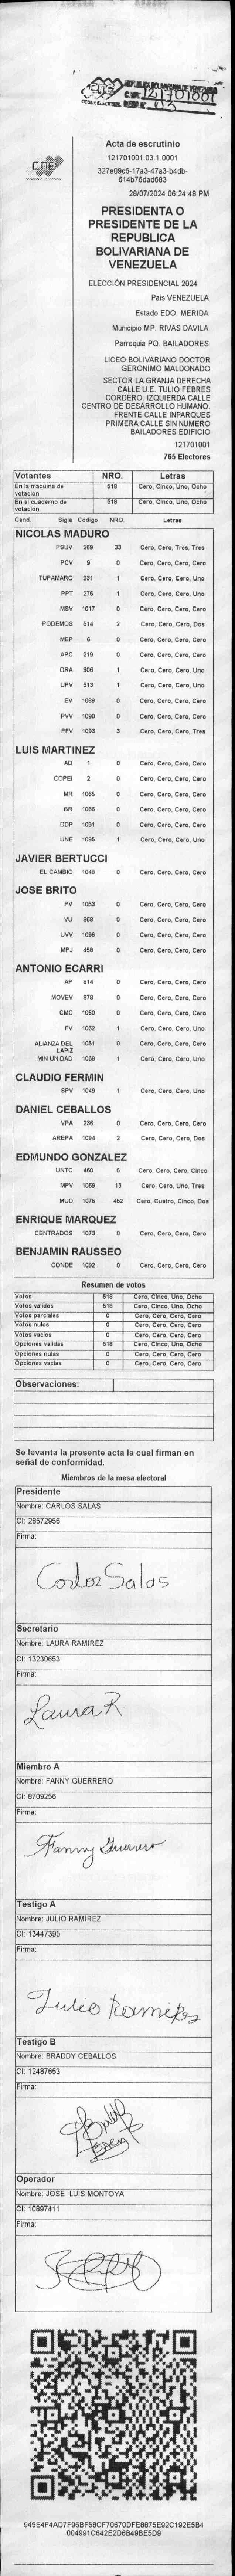 121701001
CNE
Acta de escrutinio
121701001.03.1.0001
327e09c6-17a3-47a3-b4db-
614b76dad663
28/07/2024 06:24:48 PM
PRESIDENTA O
PRESIDENTE DE LA
REPUBLICA
BOLIVARIANA DE
VENEZUELA
ELECCIÓN PRESIDENCIAL 2024
Pais VENEZUELA
Estado EDO. MERIDA
Municipio MP. RIVAS DAVILA
Parroquia PQ. BAILADORES
LICEO BOLIVARIANO DOCTOR
GERONIMO MALDONADO
SECTOR LA GRANJA DERECHA
CALLE U.E. TULIO FEBRES
CORDERO. IZQUIERDA CALLE
CENTRO DE DESARROLLO HUMANO.
FRENTE CALLE INPARQUES
PRIMERA CALLE SIN NUMERO
BAILADORES EDIFICIO
121701001
765 Electores
Votantes NRO. Letras
En la máquina de votación 518 Cero, Cinco, Uno, Ocho
En el cuaderno de votación 518 Cero, Cinco, Uno, Ocho
Cand. Sigla Código NRO. Letras
NICOLAS MADURO
PSUV 269 33 Cero, Cero, Tres, Tres
PCV 9 0 Cero, Cero, Cero, Cero
TUPAMARO 931 1 Cero, Cero, Cero, Uno
PPT 276 1 Cero, Cero, Cero, Uno
MSV 1017 0 Cero, Cero, Cero, Cero
PODEMOS 514 2 Cero, Cero, Cero, Dos
MEP 6 0 Cero, Cero, Cero, Cero
APC 219 0 Cero, Cero, Cero, Cero
ORA 906 1 Cero, Cero, Cero, Uno
UPV 513 1 Cero, Cero, Cero, Uno
EV 1089 0 Cero, Cero, Cero, Cero
PVV 1090 0 Cero, Cero, Cero, Cero
PFV 1093 3 Cero, Cero, Cero, Tres
LUIS MARTINEZ
AD 1 0 Cero, Cero, Cero, Cero
COPEI 2 0 Cero, Cero, Cero, Cero
MR 1065 0 Cero, Cero, Cero, Cero
BR 1066 0 Cero, Cero, Cero, Cero
DDP 1091 0 Cero, Cero, Cero, Cero
UNE 1095 1 Cero, Cero, Cero, Uno
JAVIER BERTUCCI
EL CAMBIO 1048 0 Cero, Cero, Cero, Cero
JOSE BRITO
PV 1053 0 Cero, Cero, Cero, Cero
VU 868 0 Cero, Cero, Cero, Cero
UVV 1096 0 Cero, Cero, Cero, Cero
MPJ 458 0 Cero, Cero, Cero, Cero
ANTONIO ECARRI
AP 814 0 Cero, Cero, Cero, Cero
MOVEV 878 0 Cero, Cero, Cero, Cero
CMC 1050 0 Cero, Cero, Cero, Cero
FV 1062 1 Cero, Cero, Cero, Uno
ALIANZA DEL LAPIZ 1051 0 Cero, Cero, Cero, Cero
MIN UNIDAD 1068 1 Cero, Cero, Cero, Uno
CLAUDIO FERMIN
SPV 1049 1 Cero, Cero, Cero, Uno
DANIEL CEBALLOS
VPA 236 0 Cero, Cero, Cero, Cero
AREPA 1094 2 Cero, Cero, Cero, Dos
EDMUNDO GONZALEZ
UNTC 460 5 Cero, Cero, Cero, Cinco
MPV 1069 13 Cero, Cero, Uno, Tres
MUD 1075 452 Cero, Cuatro, Cinco, Dos
ENRIQUE MARQUEZ
CENTRADOS 1073 0 Cero, Cero, Cero, Cero
BENJAMIN RAUSSEO
CONDE 1092 0 Cero, Cero, Cero, Cero
Resumen de votos
Votos 518 Cero, Cinco, Uno, Ocho
Votos validos 518 Cero, Cinco, Uno, Ocho
Votos parciales 0 Cero, Cero, Cero, Cero
Votos nulos 0 Cero, Cero, Cero, Cero
Votos vacios 0 Cero, Cero, Cero, Cero
Opciones validas 518 Cero, Cinco, Uno, Ocho
Opciones nulas 0 Cero, Cero, Cero, Cero
Opciones vacias 0 Cero, Cero, Cero, Cero
Observaciones:
Se levanta la presente acta la cual firman en
señal de conformidad.
Miembros de la mesa electoral
Presidente
Nombre: CARLOS SALAS
CI: 28572956
Firma:
Carlos Salas
Secretario
Nombre: LAURA RAMIREZ
CI: 13230653
Firma:
Laura R
Miembro A
Nombre: FANNY GUERRERO
CI: 8709256
Firma:
Fanny Guerrero
Testigo A
Nombre: JULIO RAMIREZ
CI: 13447395
Firma:
Julio Ramirez
Testigo B
Nombre: BRADDY CEBALLOS
CI: 12487653
Firma:
Operador
Nombre: JOSE LUIS MONTOYA
CI: 10897411
Firma:
945E4F4AD7F96BF58CF70670DFE8875E92C192E5B4
004991C642E2D6B49BE5D9